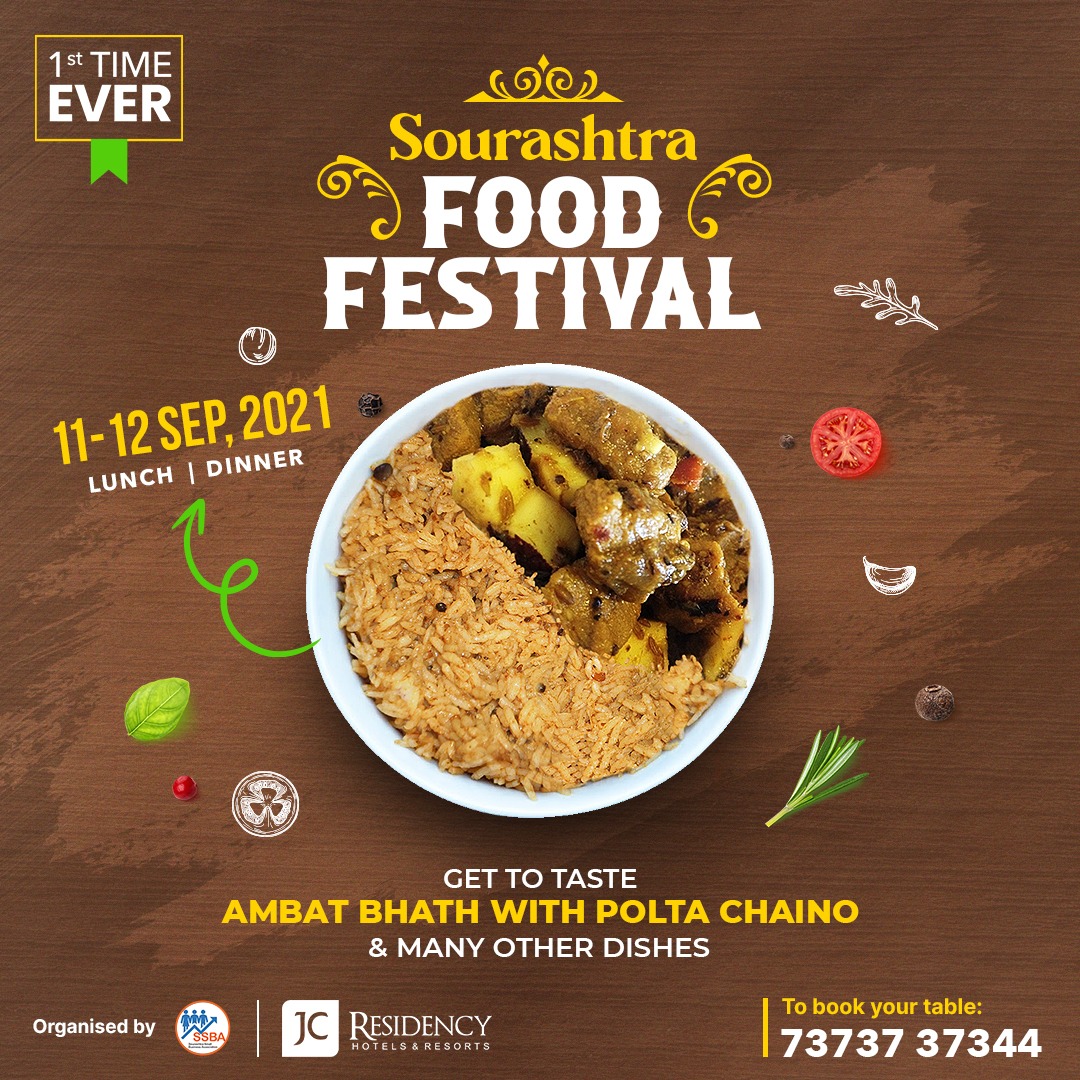 1st TIME
EVER
Sourashtra
FOOD
FESTIVAL
11-12 SEP, 2021
LUNCH | DINNER
GET TO TASTE
AMBAT BHATH WITH POLTA CHAINO
& MANY OTHER DISHES
Organised by
SSBA
JC RESIDENCY
HOTELS & RESORTS
To book your table:
73737 37344